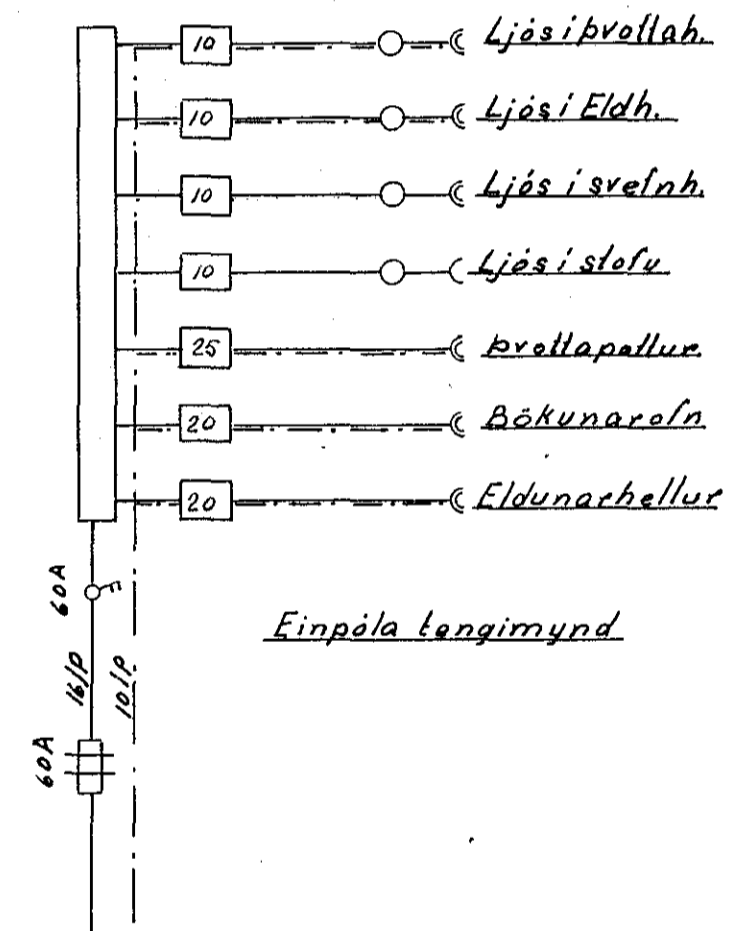 10 Ljós í þvottah.
10 Ljós í Eldh.
10 Ljós í svefnh.
10 Ljós í stofu
25 Þvottapottur
20 Bökunarofn
20 Eldunarhellur
60A
Einpóla tengimynd
16/P
10/P
60A